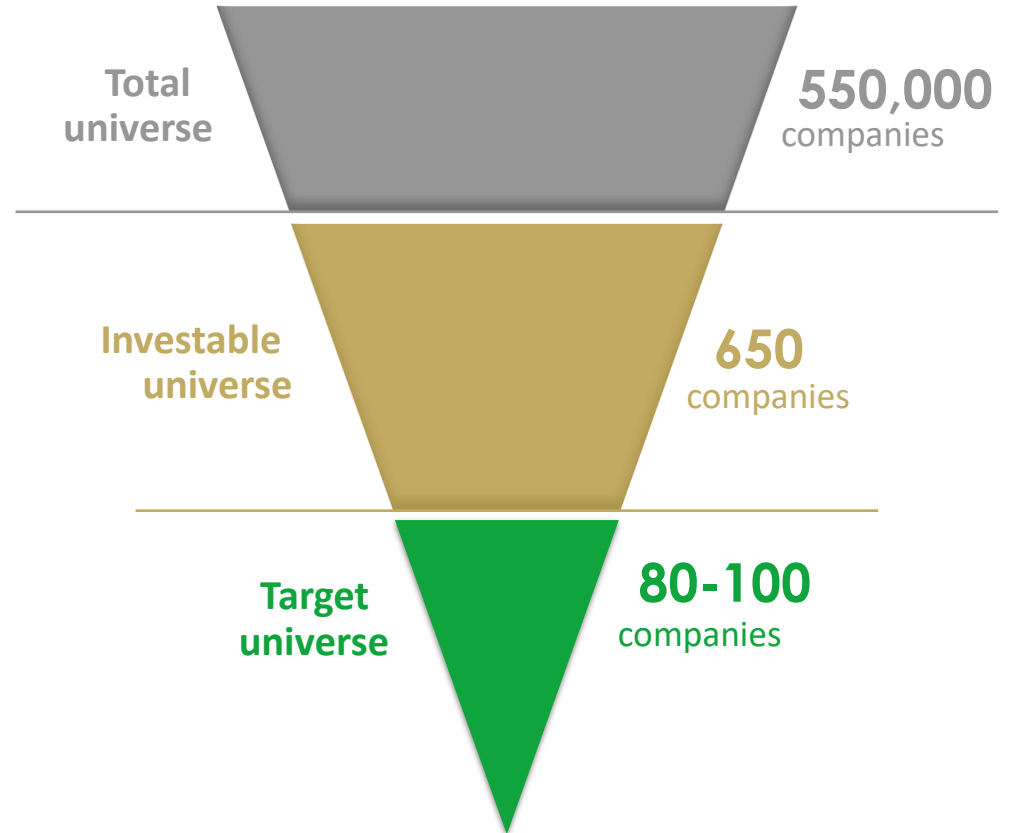 Total
universe
550,000
companies
Investable
universe
650
companies
Target
universe
80-100
companies